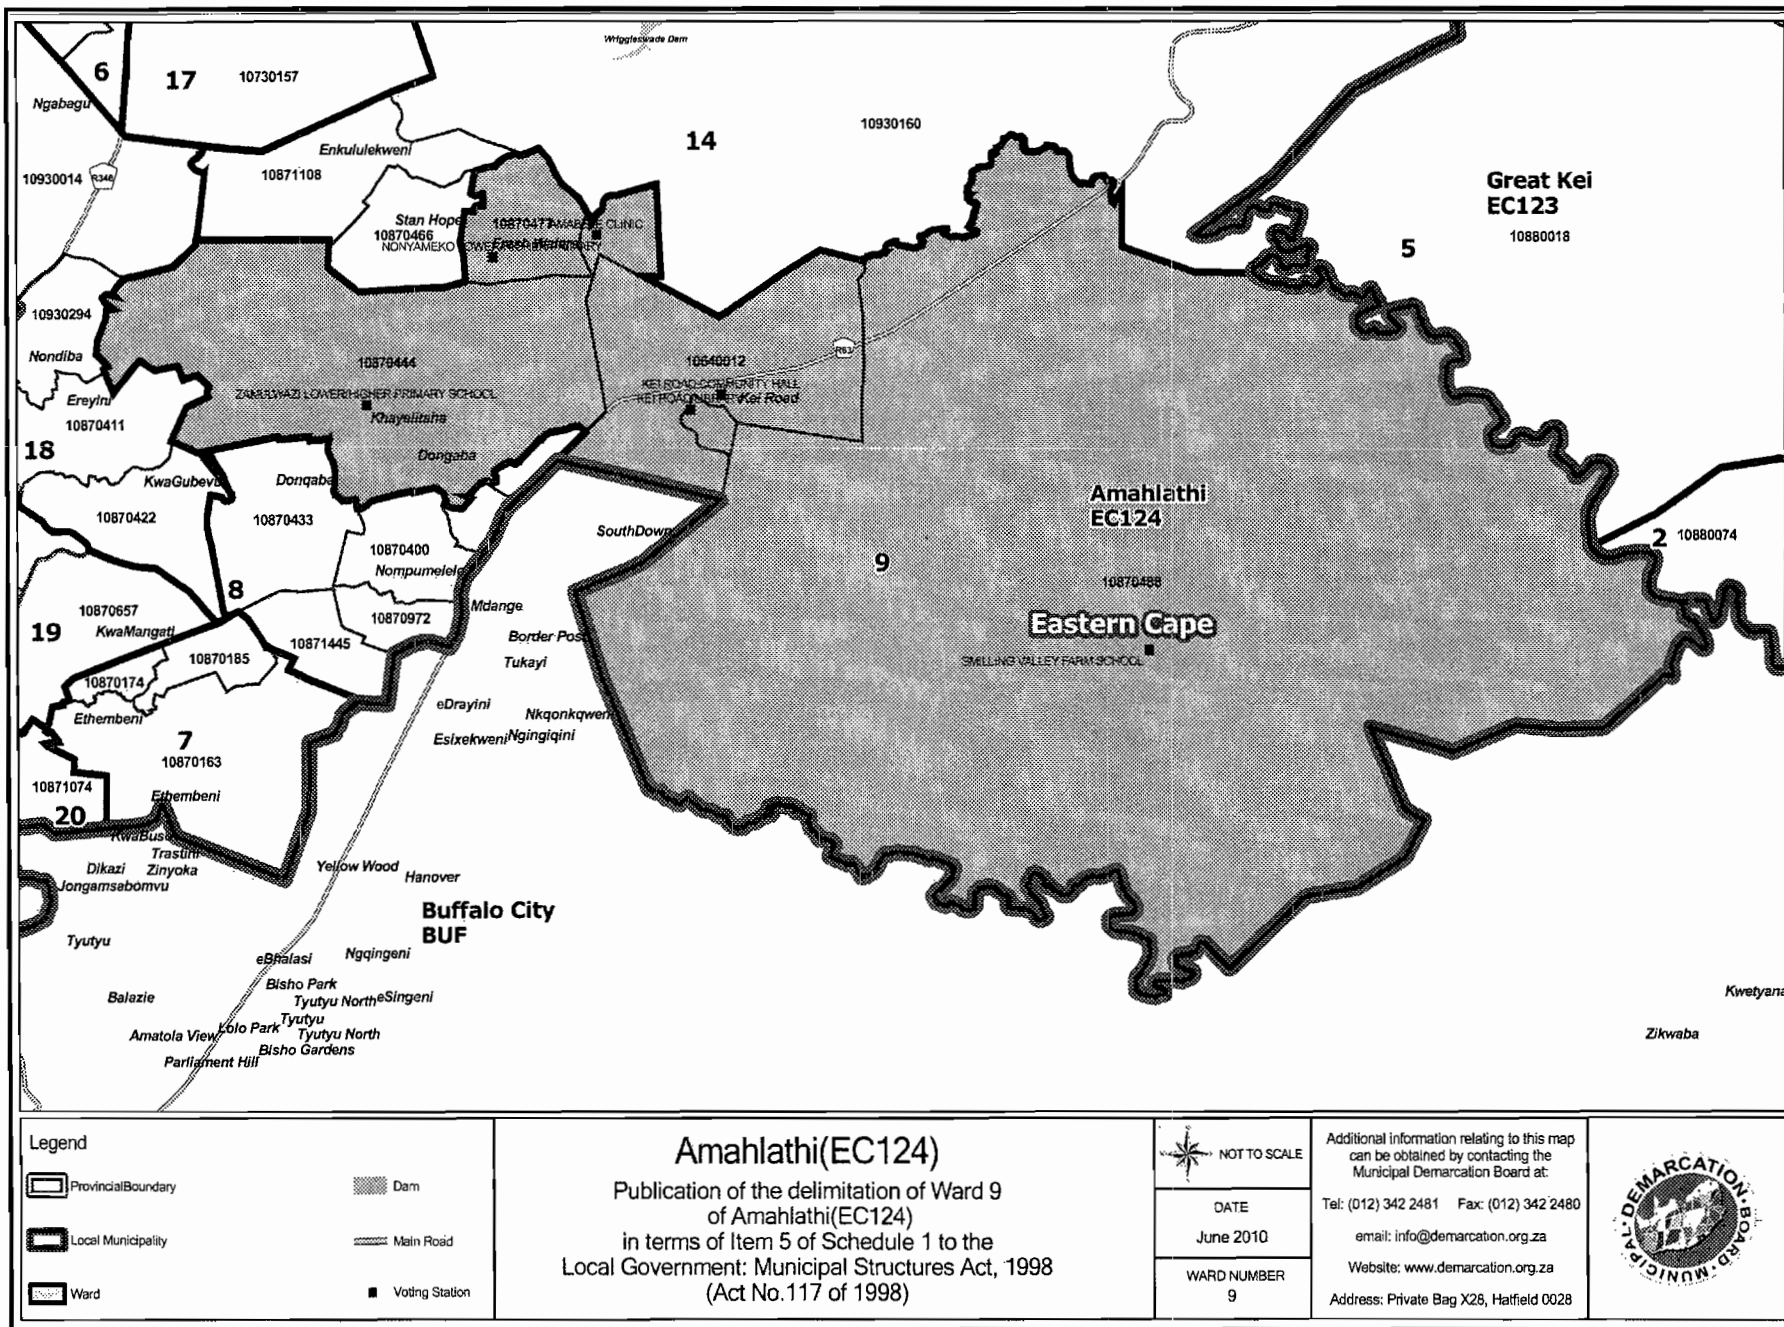 Wriggleswade Dam
6
17
10730157
Ngabagu
14
10930160
Enkululekweni
10930014
R346
10871108
Great Kei
EC123
10880018
5
Stan Hope
10870466
10870477
CLINIC
NONYAMEKO
10930294
Nondiba
10870444
10640012
R63
Ereyini
ZAMULWAZI LOWER/HIGHER PRIMARY SCHOOL
KEI ROAD COMMUNITY HALL
Kei Road
Khayelitsha
10870411
18
Dongaba
KwaGubevu
Donqaba
10870422
10870433
Amahlathi
EC124
SouthDown
2
10880074
10870400
Nompumelelo
9
10870488
8
10870657
KwaMangati
19
10870972
Mdange
Eastern Cape
10871445
Border Post
10870185
Tukayi
SMILLING VALLEY FARM SCHOOL
10870174
Ethembeni
eDrayini
Nkqonkqweni
7
Esixekweni
Ngingiqini
10870163
10871074
Ethembeni
20
Trastini
Dikazi
Zinyoka
Jongamsabomvu
Yellow Wood
Hanover
Buffalo City
BUF
Tyutyu
eBhalasi
Ngqingeni
Bisho Park
Balazie
Tyutyu North
eSingeni
Kwetyana
Tyutyu
Amatola View
Lolo Park
Tyutyu North
Zikwaba
Bisho Gardens
Parliament Hill
Legend
ProvincialBoundary
Dam
Local Municipality
Main Road
Ward
Voting Station
Amahlathi(EC124)
Publication of the delimitation of Ward 9
of Amahlathi(EC124)
in terms of Item 5 of Schedule 1 to the
Local Government: Municipal Structures Act, 1998
(Act No.117 of 1998)
NOT TO SCALE
DATE
June 2010
WARD NUMBER
9
Additional information relating to this map
can be obtained by contacting the
Municipal Demarcation Board at:
Tel: (012) 342 2481 Fax: (012) 342 2480
email: info@demarcation.org.za
Website: www.demarcation.org.za
Address: Private Bag X28, Hatfield 0028
MUNICIPAL DEMARCATION BOARD